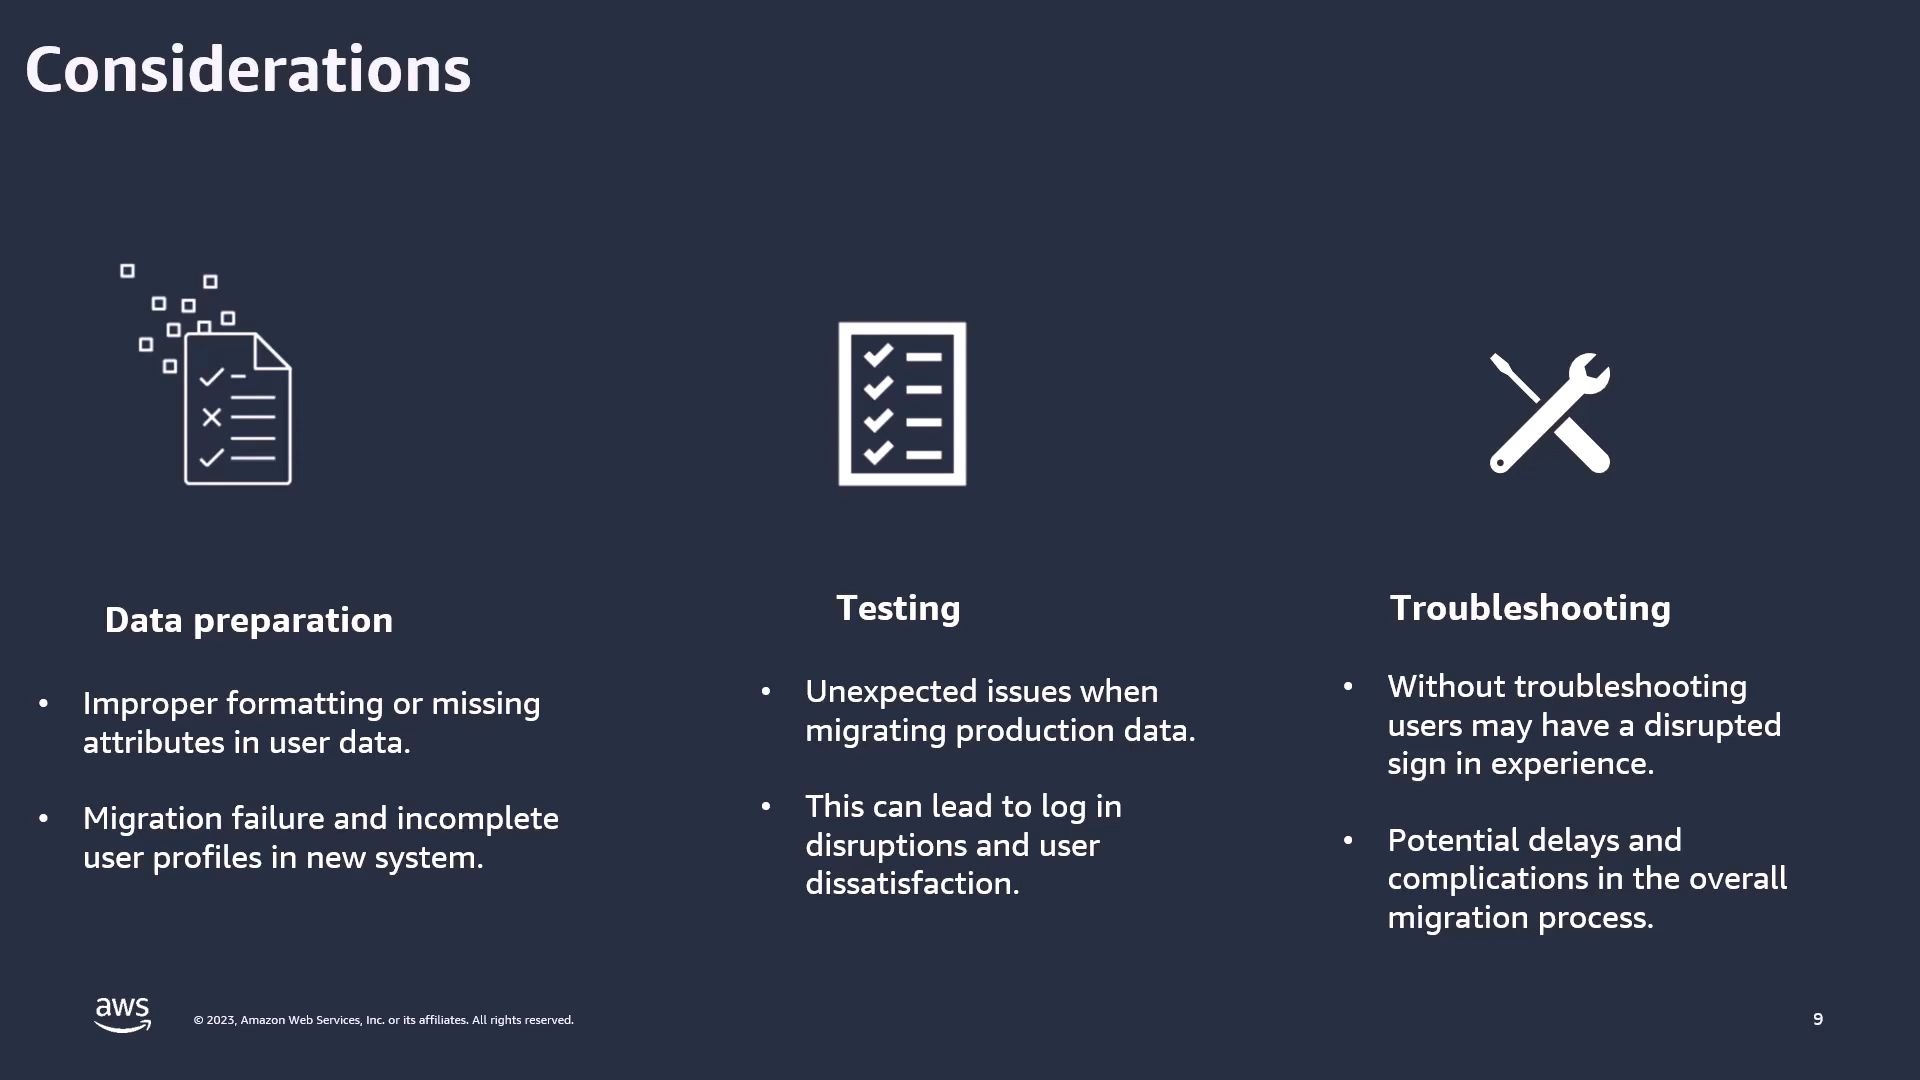 Considerations
Data preparation
• Improper formatting or missing
attributes in user data.
• Migration failure and incomplete
user profiles in new system.
Testing
• Unexpected issues when
migrating production data.
• This can lead to log in
disruptions and user
dissatisfaction.
Troubleshooting
• Without troubleshooting
users may have a disrupted
sign in experience.
• Potential delays and
complications in the overall
migration process.
aws
© 2023, Amazon Web Services, Inc. or its affiliates. All rights reserved.
9